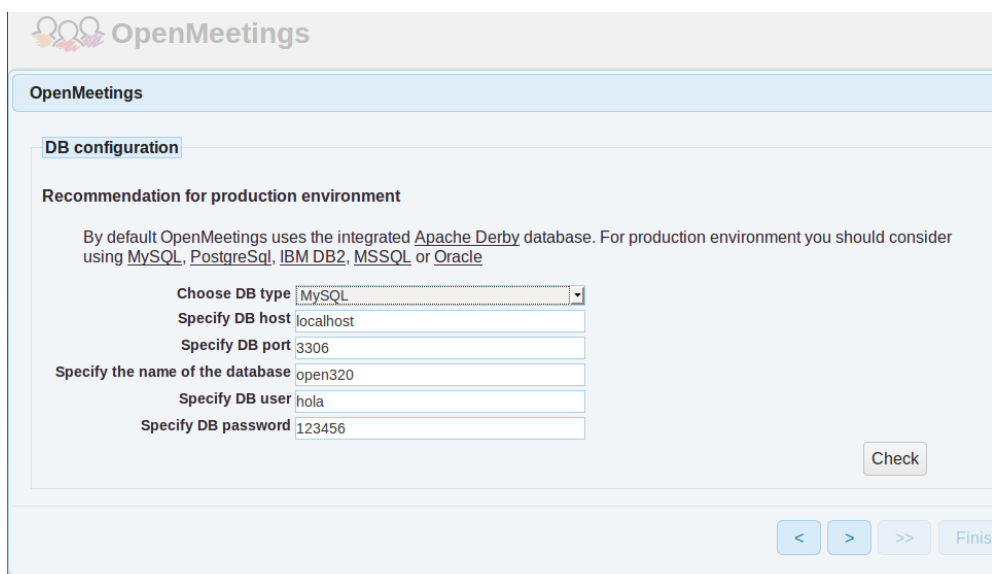 OpenMeetings
OpenMeetings
DB configuration
Recommendation for production environment
By default OpenMeetings uses the integrated Apache Derby database. For production environment you should consider
using MySQL, PostgreSql, IBM DB2, MSSQL or Oracle
Choose DB type MySQL
Specify DB host localhost
Specify DB port 3306
Specify the name of the database open320
Specify DB user hola
Specify DB password 123456
Check
< > >> Finis